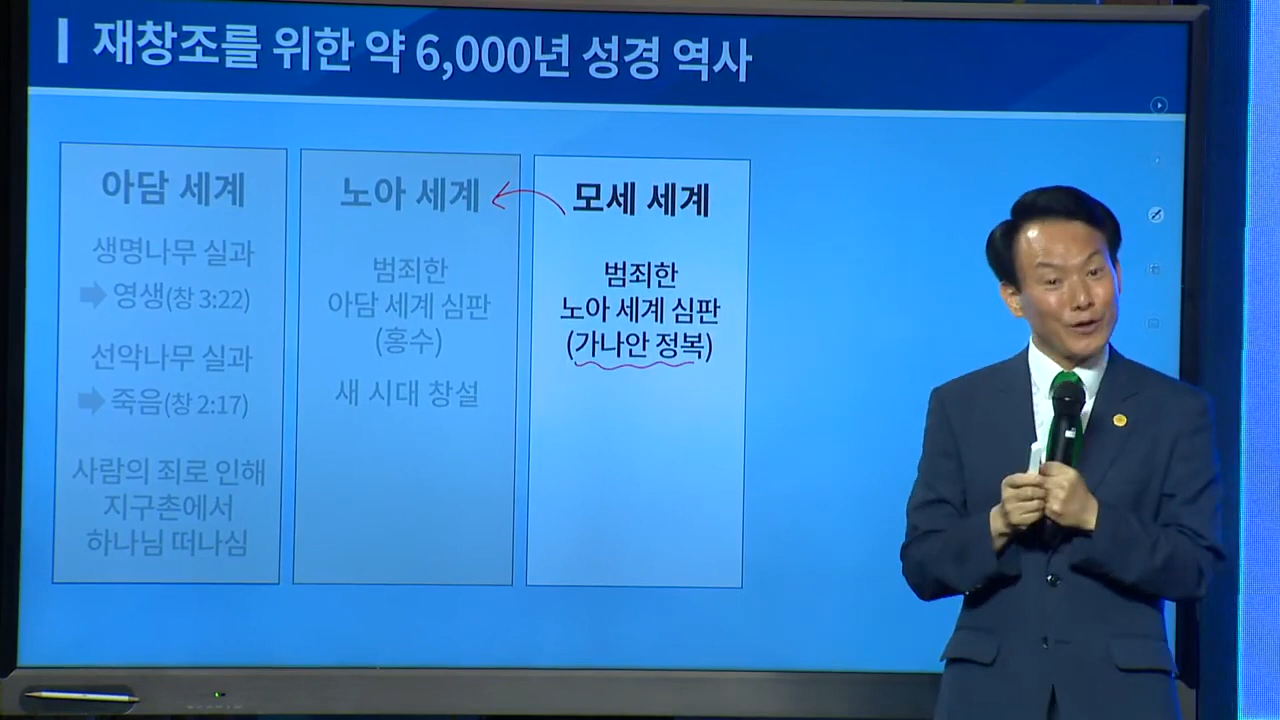 재창조를 위한 약 6,000년 성경 역사
아담 세계
생명나무 실과
➡ 영생(창 3:22)
선악나무 실과
➡ 죽음(창 2:17)
사람의 죄로 인해
지구촌에서
하나님 떠나심
노아 세계
범죄한
아담 세계 심판
(홍수)
새 시대 창설
모세 세계
범죄한
노아 세계 심판
(가나안 정복)